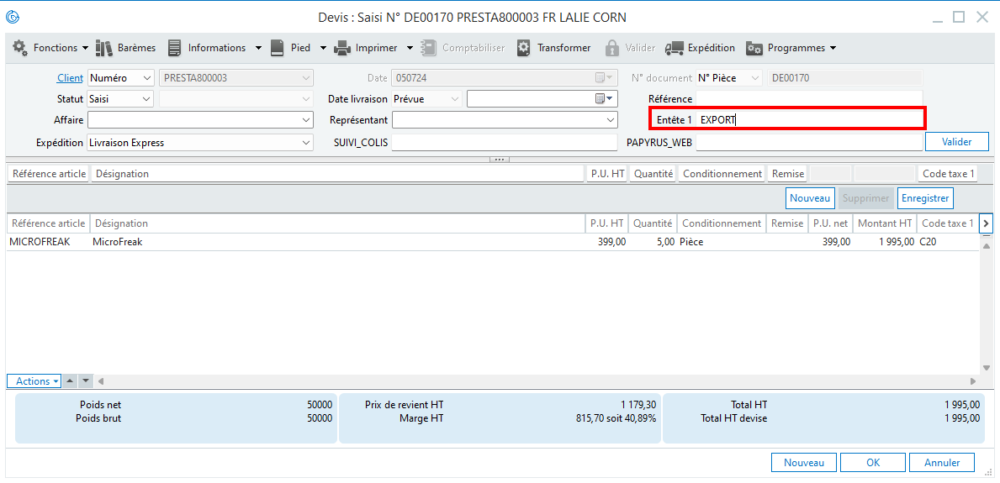 Devis : Saisi N° DE00170 PRESTA800003 FR LALIE CORN
Fonctions Barèmes Informations Pied Imprimer Comptabiliser Transformer Valider Expédition Programmes
Client Numéro PRESTA800003 Date 050724 N° document N° Pièce DE00170
Statut Saisi Date livraison Prévue Référence
Affaire Représentant Entête 1 EXPORT
Expédition Livraison Express SUIVI_COLIS PAPYRUS_WEB Valider
Référence article Désignation P.U. HT Quantité Conditionnement Remise Code taxe 1
Nouveau Supprimer Enregistrer
Référence article Désignation P.U. HT Quantité Conditionnement Remise P.U. net Montant HT Code taxe 1
MICROFREAK MicroFreak 399,00 5,00 Pièce 399,00 1 995,00 C20
Actions
Poids net 50000 Prix de revient HT 1 179,30 Total HT 1 995,00
Poids brut 50000 Marge HT 815,70 soit 40,89% Total HT devise 1 995,00
Nouveau OK Annuler